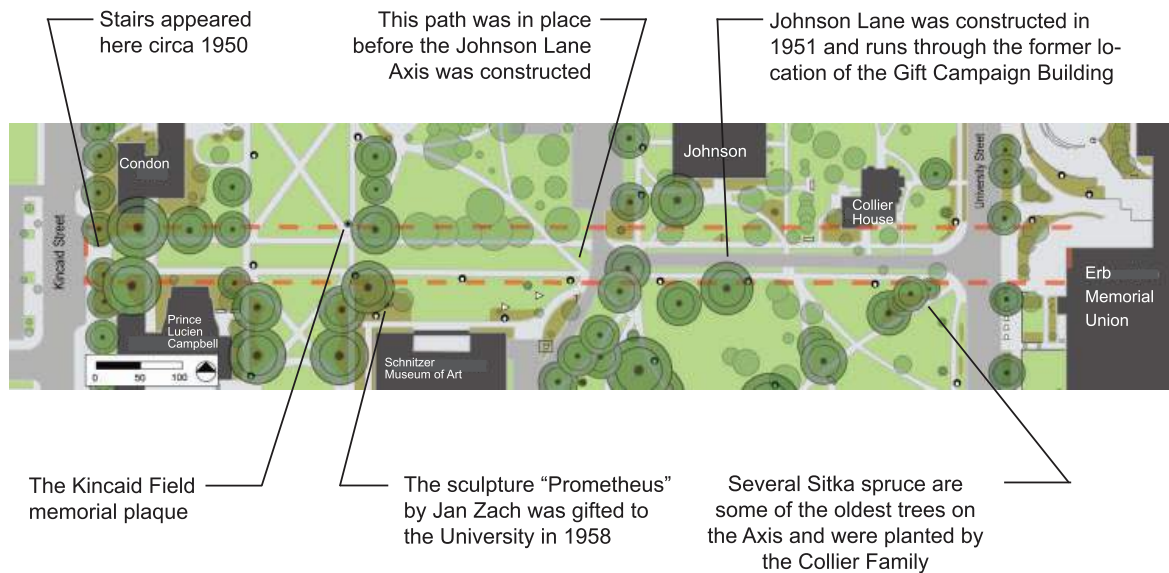 Stairs appeared
here circa 1950
This path was in place
before the Johnson Lane
Axis was constructed
Johnson Lane was constructed in
1951 and runs through the former lo-
cation of the Gift Campaign Building
Condon
Johnson
Collier
House
University Street
Kincaid Street
Prince
Lucien
Campbell
Schnitzer
Museum of Art
Erb
Memorial
Union
0 50 100
The Kincaid Field
memorial plaque
The sculpture “Prometheus”
by Jan Zach was gifted to
the University in 1958
Several Sitka spruce are
some of the oldest trees on
the Axis and were planted by
the Collier Family